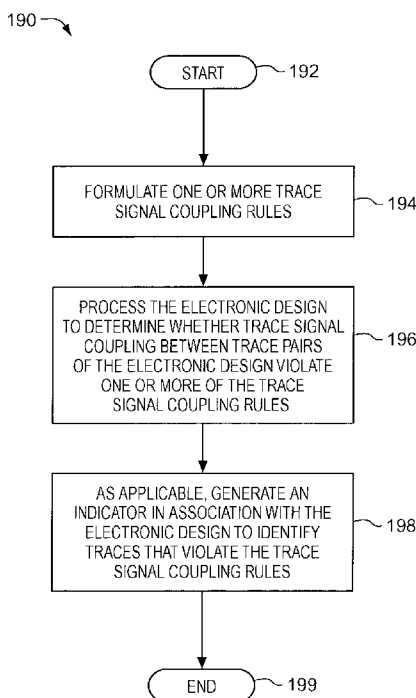 190
START
192
FORMULATE ONE OR MORE TRACE
SIGNAL COUPLING RULES
194
PROCESS THE ELECTRONIC DESIGN
TO DETERMINE WHETHER TRACE SIGNAL
COUPLING BETWEEN TRACE PAIRS
OF THE ELECTRONIC DESIGN VIOLATE
ONE OR MORE OF THE TRACE
SIGNAL COUPLING RULES
196
AS APPLICABLE, GENERATE AN
INDICATOR IN ASSOCIATION WITH THE
ELECTRONIC DESIGN TO IDENTIFY
TRACES THAT VIOLATE THE TRACE
SIGNAL COUPLING RULES
198
END
199